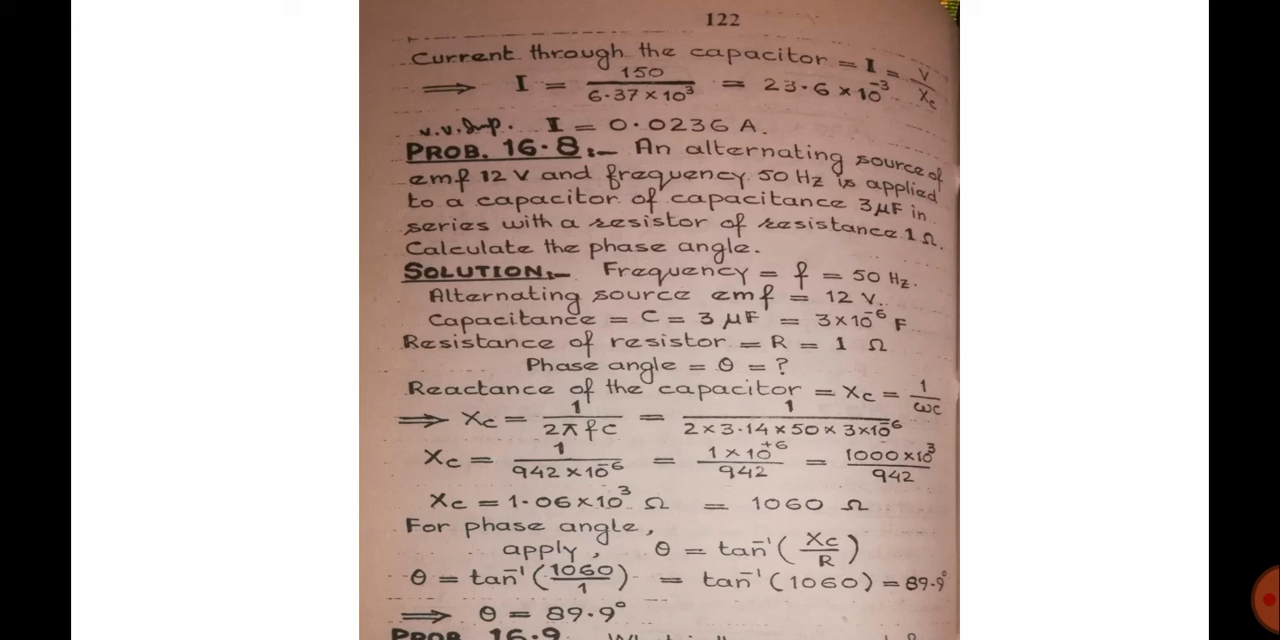 122
Current through the capacitor = I = V/Xc
⟹ I = 150/6.37×10³ = 23.6×10⁻³
v.v.Imp. I = 0.0236 A.
PROB. 16.8:- An alternating source of
emf 12 V and frequency 50 Hz is applied
to a capacitor of capacitance 3μF in
series with a resistor of resistance 1Ω.
Calculate the phase angle.
SOLUTION:- Frequency = f = 50 Hz.
Alternating source emf = 12 V.
Capacitance = C = 3 μF = 3×10⁻⁶ F
Resistance of resistor = R = 1 Ω
Phase angle = θ = ?
Reactance of the capacitor = Xc = 1/ωc
⟹ Xc = 1/2πfc = 1/2×3.14×50×3×10⁻⁶
Xc = 1/942×10⁻⁶ = 1×10⁺⁶/942 = 1000×10³/942
Xc = 1.06×10³ Ω = 1060 Ω
For phase angle,
apply, θ = tan⁻¹(Xc/R)
θ = tan⁻¹(1060/1) = tan⁻¹(1060) = 89.9°
⟹ θ = 89.9°
PROB. 16.9